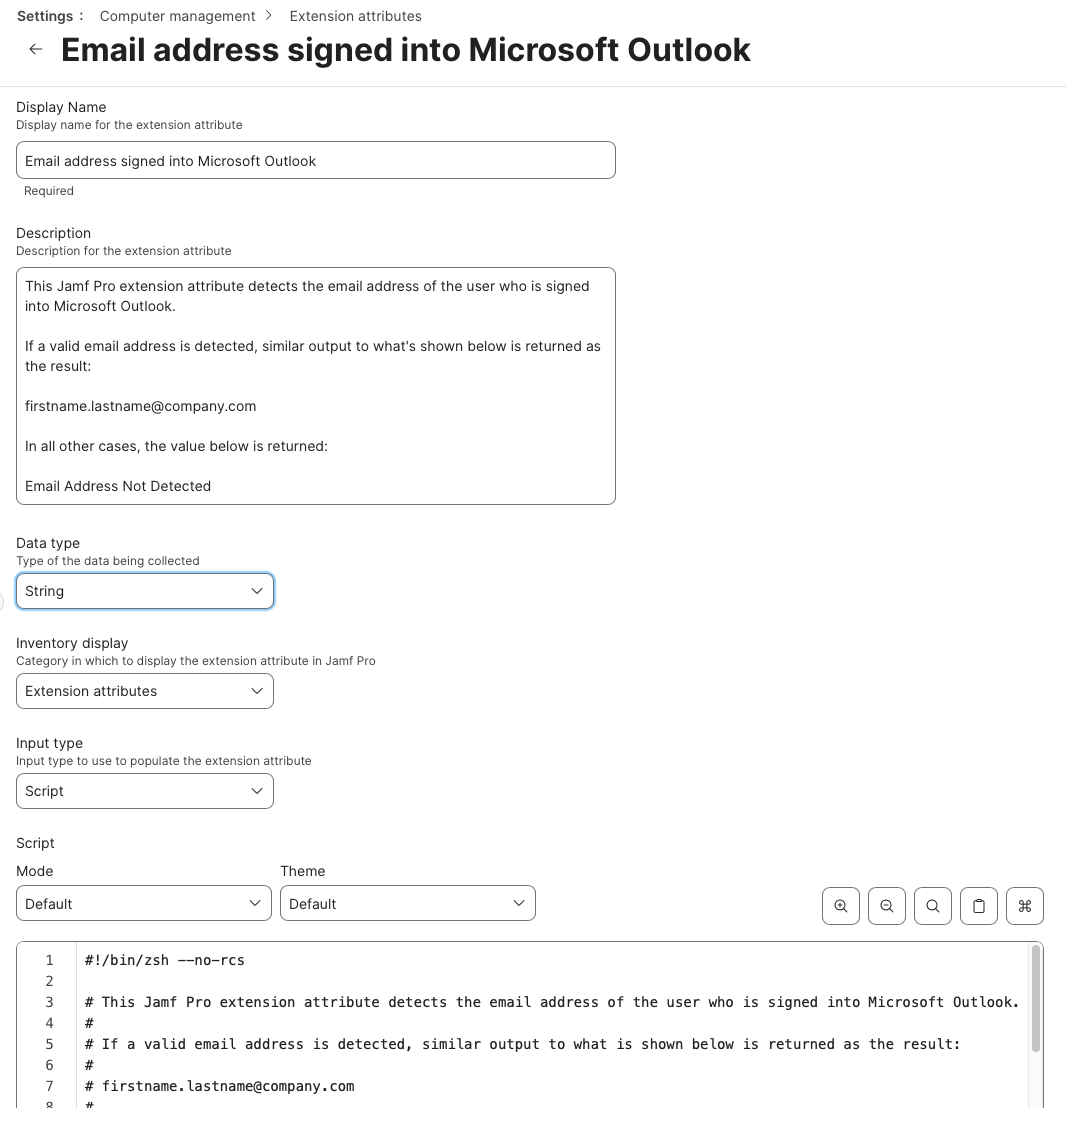 Settings : Computer management > Extension attributes
← Email address signed into Microsoft Outlook
Display Name
Display name for the extension attribute
Email address signed into Microsoft Outlook
Required
Description
Description for the extension attribute
This Jamf Pro extension attribute detects the email address of the user who is signed
into Microsoft Outlook.
If a valid email address is detected, similar output to what's shown below is returned as
the result:
firstname.lastname@company.com
In all other cases, the value below is returned:
Email Address Not Detected
Data type
Type of the data being collected
String
Inventory display
Category in which to display the extension attribute in Jamf Pro
Extension attributes
Input type
Input type to use to populate the extension attribute
Script
Script
Mode Theme
Default Default
1 #!/bin/zsh --no-rcs
2
3 # This Jamf Pro extension attribute detects the email address of the user who is signed into Microsoft Outlook.
4 #
5 # If a valid email address is detected, similar output to what is shown below is returned as the result:
6 #
7 # firstname.lastname@company.com
8 #